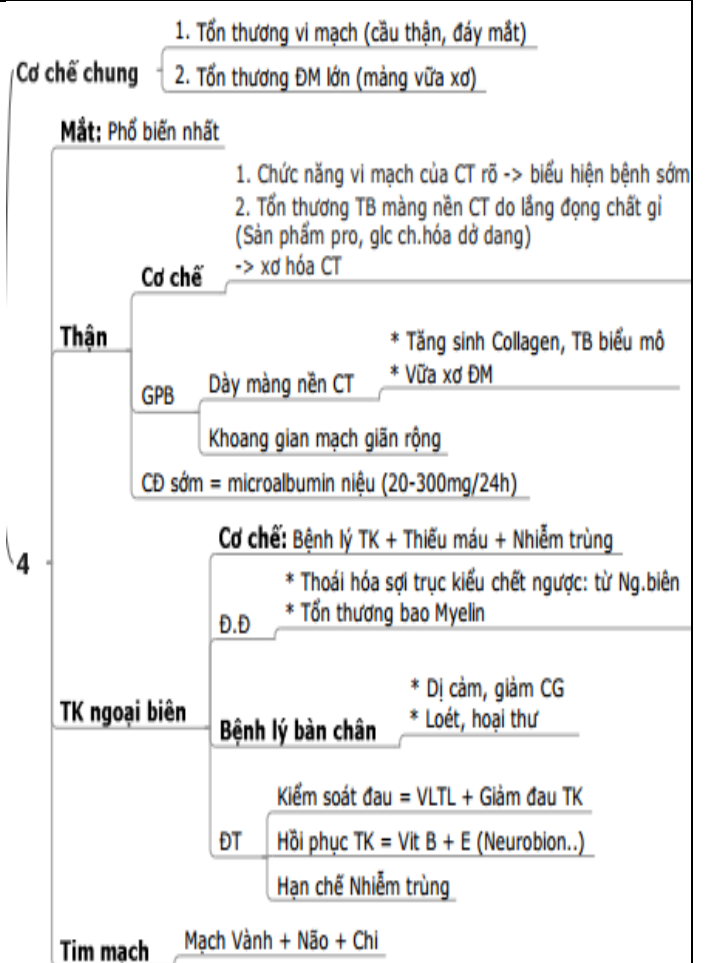 1. Tổn thương vi mạch (cầu thận, đáy mắt)
Cơ chế chung
2. Tổn thương ĐM lớn (mảng vữa xơ)
Mắt: Phổ biến nhất
1. Chức năng vi mạch của CT rõ -> biểu hiện bệnh sớm
2. Tổn thương TB màng nền CT do lắng đọng chất gỉ
(Sản phẩm pro, glc ch.hóa dở dang)
-> xơ hóa CT
Cơ chế
Thận
* Tăng sinh Collagen, TB biểu mô
* Vữa xơ ĐM
Dày màng nền CT
GPB
Khoang gian mạch giãn rộng
CĐ sớm = microalbumin niệu (20-300mg/24h)
4
Cơ chế: Bệnh lý TK + Thiếu máu + Nhiễm trùng
* Thoái hóa sợi trục kiểu chết ngược: từ Ng.biên
* Tổn thương bao Myelin
Đ.Đ
TK ngoại biên
* Dị cảm, giảm CG
* Loét, hoại thư
Bệnh lý bàn chân
Kiểm soát đau = VLTL + Giảm đau TK
ĐT
Hồi phục TK = Vit B + E (Neurobion..)
Hạn chế Nhiễm trùng
Tim mạch
Mạch Vành + Não + Chi